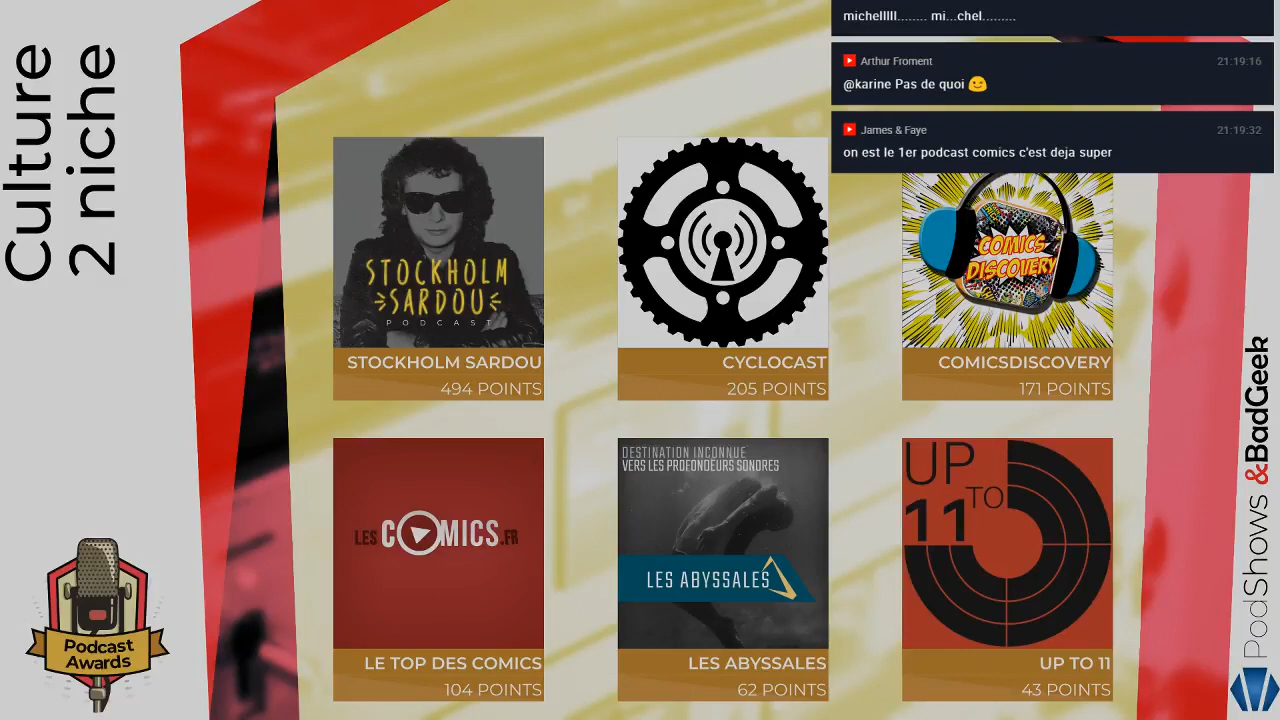 Culture
2 niche
michelllll........ mi...chel.........
Arthur Froment
21:19:16
@karine Pas de quoi
James & Faye
21:19:32
on est le 1er podcast comics c'est deja super
STOCKHOLM
SARDOU
PODCAST
STOCKHOLM SARDOU
494 POINTS
CYCLOCAST
205 POINTS
COMICS
DISCOVERY
COMICSDISCOVERY
171 POINTS
LES COMICS.FR
LE TOP DES COMICS
104 POINTS
DESTINATION INCONNUE
VERS LES PROFONDEURS SONORES
LES ABYSSALES
LES ABYSSALES
62 POINTS
UP
TO
11
UP TO 11
43 POINTS
Podcast
Awards
PodShows &BadGeek